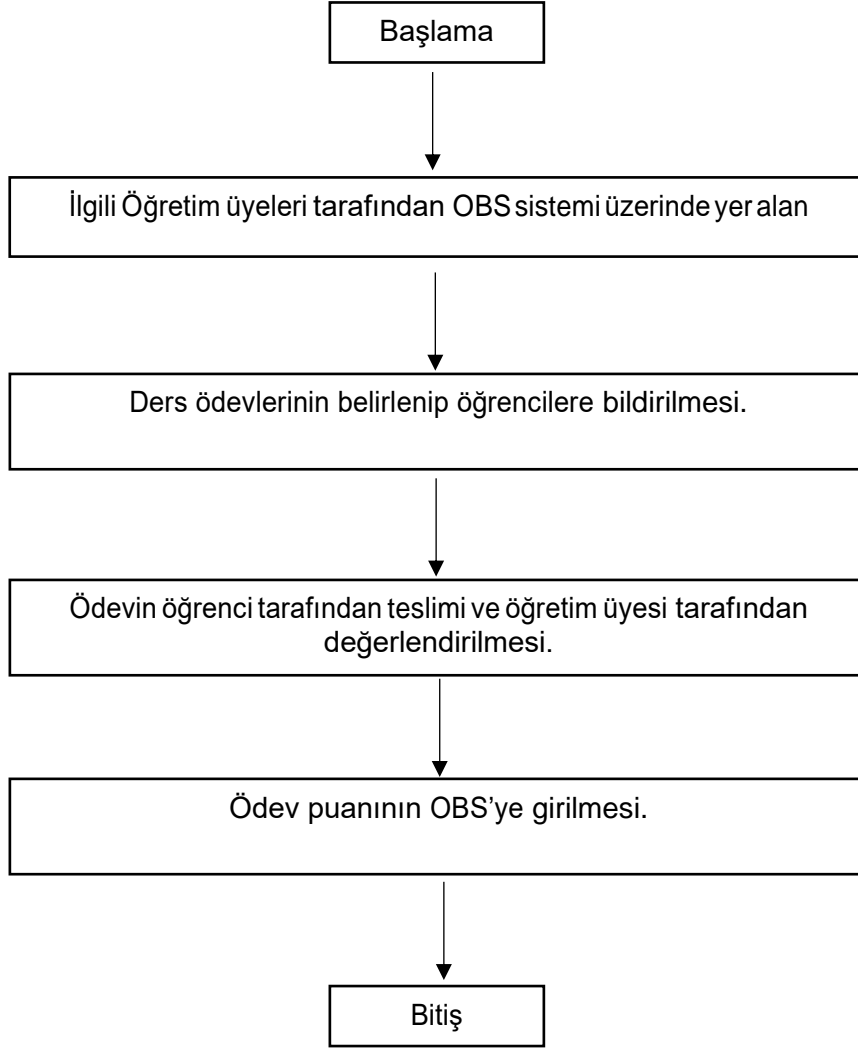 Başlama
İlgili Öğretim üyeleri tarafından OBS sistemi üzerinde yer alan
Ders ödevlerinin belirlenip öğrencilere bildirilmesi.
Ödevin öğrenci tarafından teslimi ve öğretim üyesi tarafından
değerlendirilmesi.
Ödev puanının OBS’ye girilmesi.
Bitiş